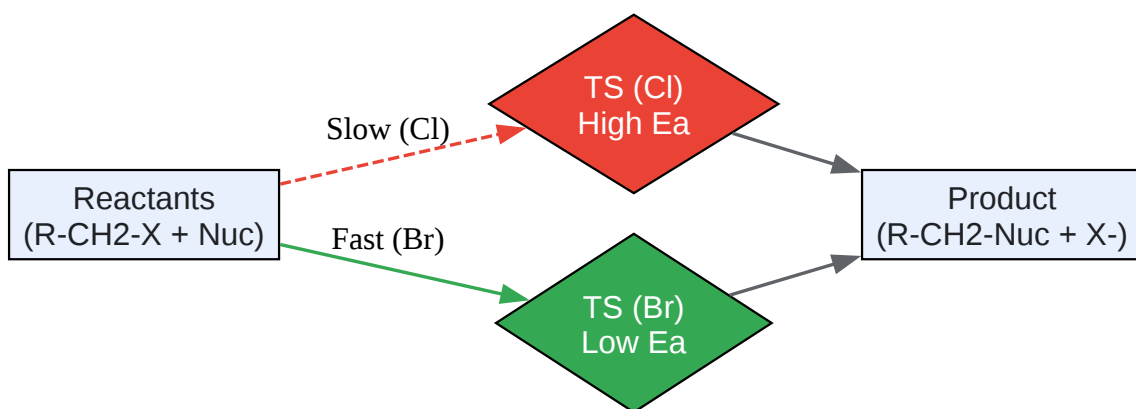 Reactants
(R-CH2-X + Nuc)
Slow (Cl)
Fast (Br)
TS (Cl)
High Ea
TS (Br)
Low Ea
Product
(R-CH2-Nuc + X-)